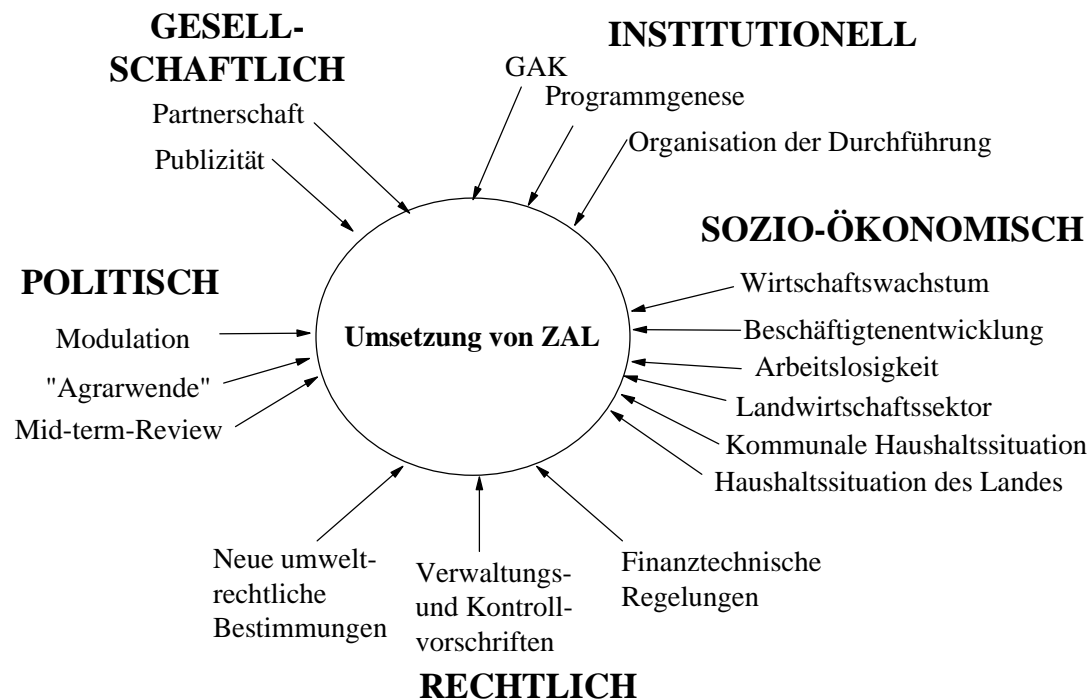 GESELL-
SCHAFTLICH
Partnerschaft
Publizität
INSTITUTIONELL
GAK
Programmgenese
Organisation der Durchführung
SOZIO-ÖKONOMISCH
Wirtschaftswachstum
Beschäftigtenentwicklung
Arbeitslosigkeit
Landwirtschaftssektor
Kommunale Haushaltssituation
Haushaltssituation des Landes
POLITISCH
Modulation
"Agrarwende"
Mid-term-Review
Umsetzung von ZAL
Neue umwelt-
rechtliche
Bestimmungen
Verwaltungs-
und Kontroll-
vorschriften
Finanztechnische
Regelungen
RECHTLICH